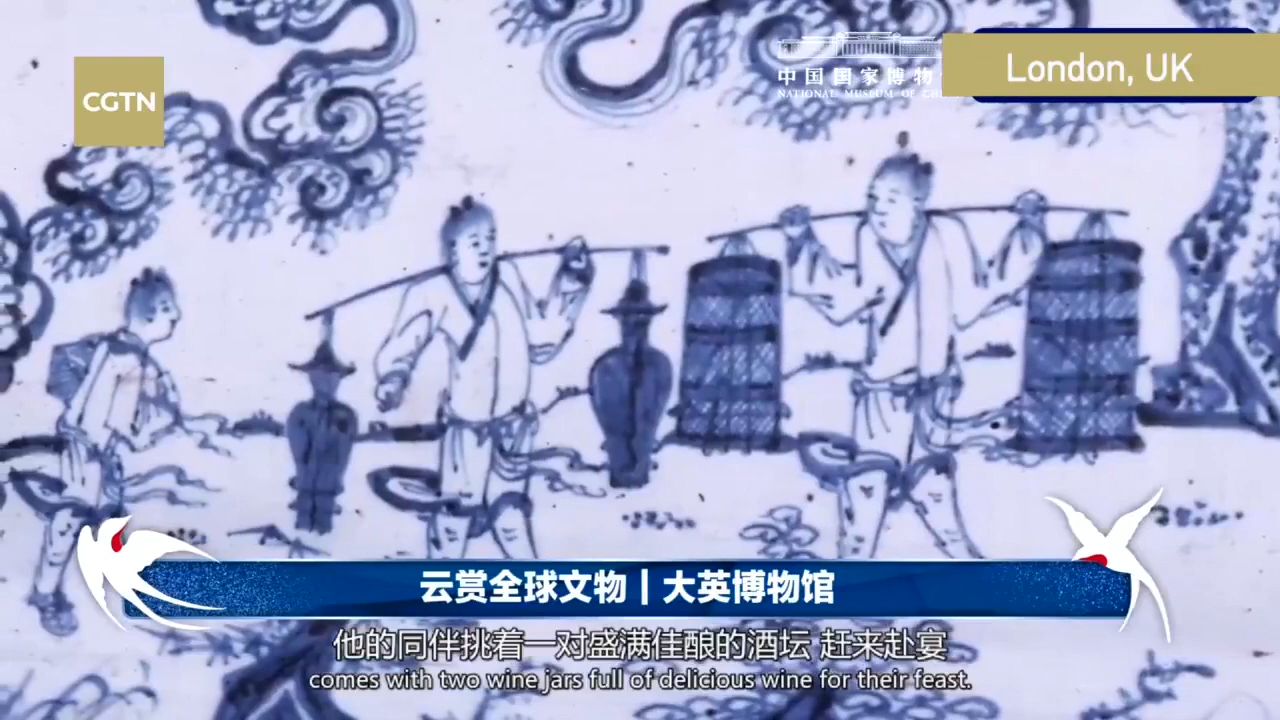 CGTN
中国国家博物
NATIONAL MUSEUM OF
London, UK
云赏全球文物 | 大英博物馆
他的同伴挑着一对盛满佳酿的酒坛 赶来赴宴
comes with two wine jars full of delicious wine for their feast.